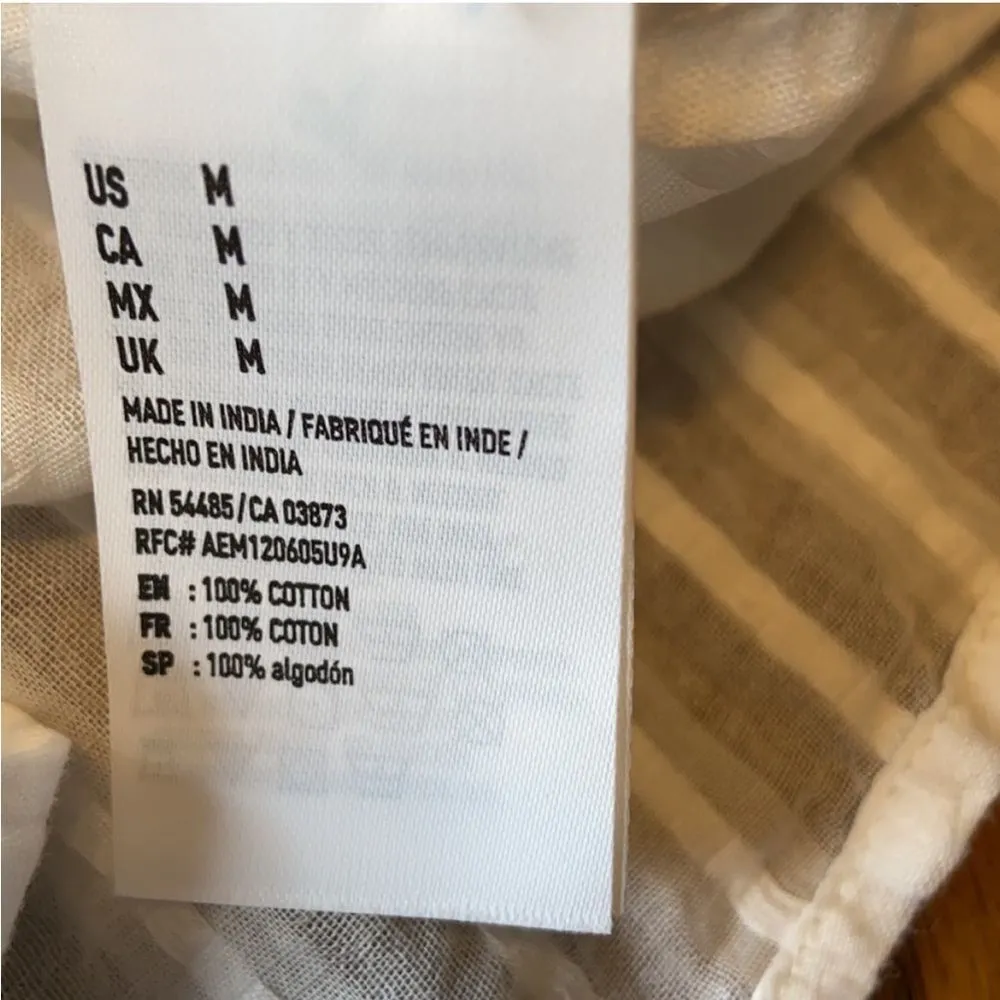 US M
CA M
MX M
UK M
MADE IN INDIA / FABRIQUÉ EN INDE /
HECHO EN INDIA
RN 54485/CA 03873
RFC# AEM120605U9A
EN : 100% COTTON
FR : 100% COTON
SP : 100% algodón